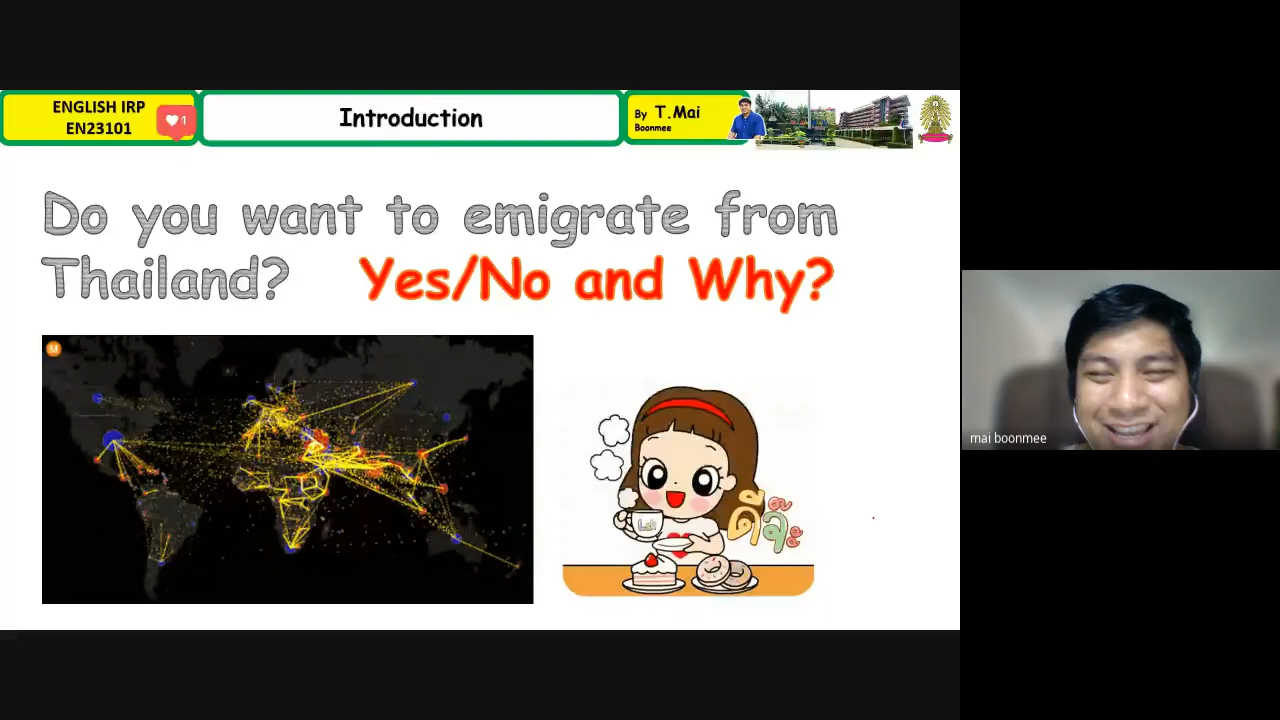 ENGLISH IRP
EN23101
1
Introduction
By T.Mai
Boonmee
Do you want to emigrate from
Thailand? Yes/No and Why?
M
ดีล๊
จ๊ะ
mai boonmee